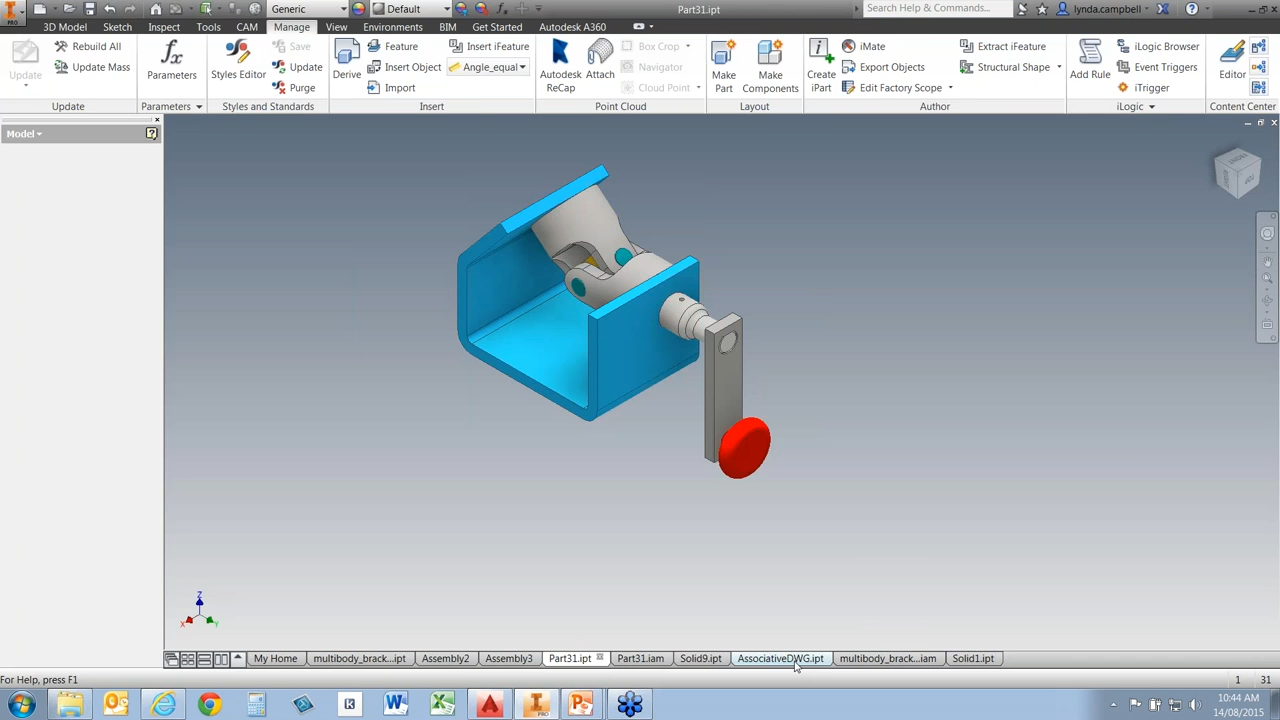 PRO
Generic
Default
Part31.ipt
Search Help & Commands...
lynda.campbell
3D Model Sketch Inspect Tools CAM Manage View Environments BIM Get Started Autodesk A360
Update
Rebuild All
Update Mass
Update
fx
Parameters
Parameters
Styles Editor
Save
Update
Purge
Styles and Standards
Feature
Import Object
Import
Insert iFeature
Angle_equal
Insert
Derive
Autodesk ReCap
Attach
Box Crop
Navigator
Cloud Point
Point Cloud
Make Part
Make Components
Layout
Create iPart
iMate
Export Objects
Edit Factory Scope
Extract iFeature
Structural Shape
Author
Add Rule
iLogic Browser
Event Triggers
iTrigger
iLogic
Editor
Content Center
Model
Z
X
Y
My Home multibody_brack...ipt Assembly2 Assembly3 Part31.ipt Part31.iam Solid9.ipt AssociativeDWG.ipt multibody_brack...iam Solid1.ipt
For Help, press F1
1 31
10:44 AM
14/08/2015